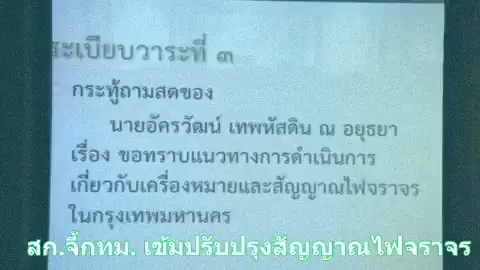 ระเบียบวาระที่ ๓
กระทู้ถามสดของ
นายอัครวัฒน์ เทพหัสดิน ณ อยุธยา
เรื่อง ขอทราบแนวทางการดำเนินการ
เกี่ยวกับเครื่องหมายและสัญญาณไฟจราจร
ในกรุงเทพมหานคร
สก.จี้กทม. เข้มปรับปรุงสัญญาณไฟจราจร